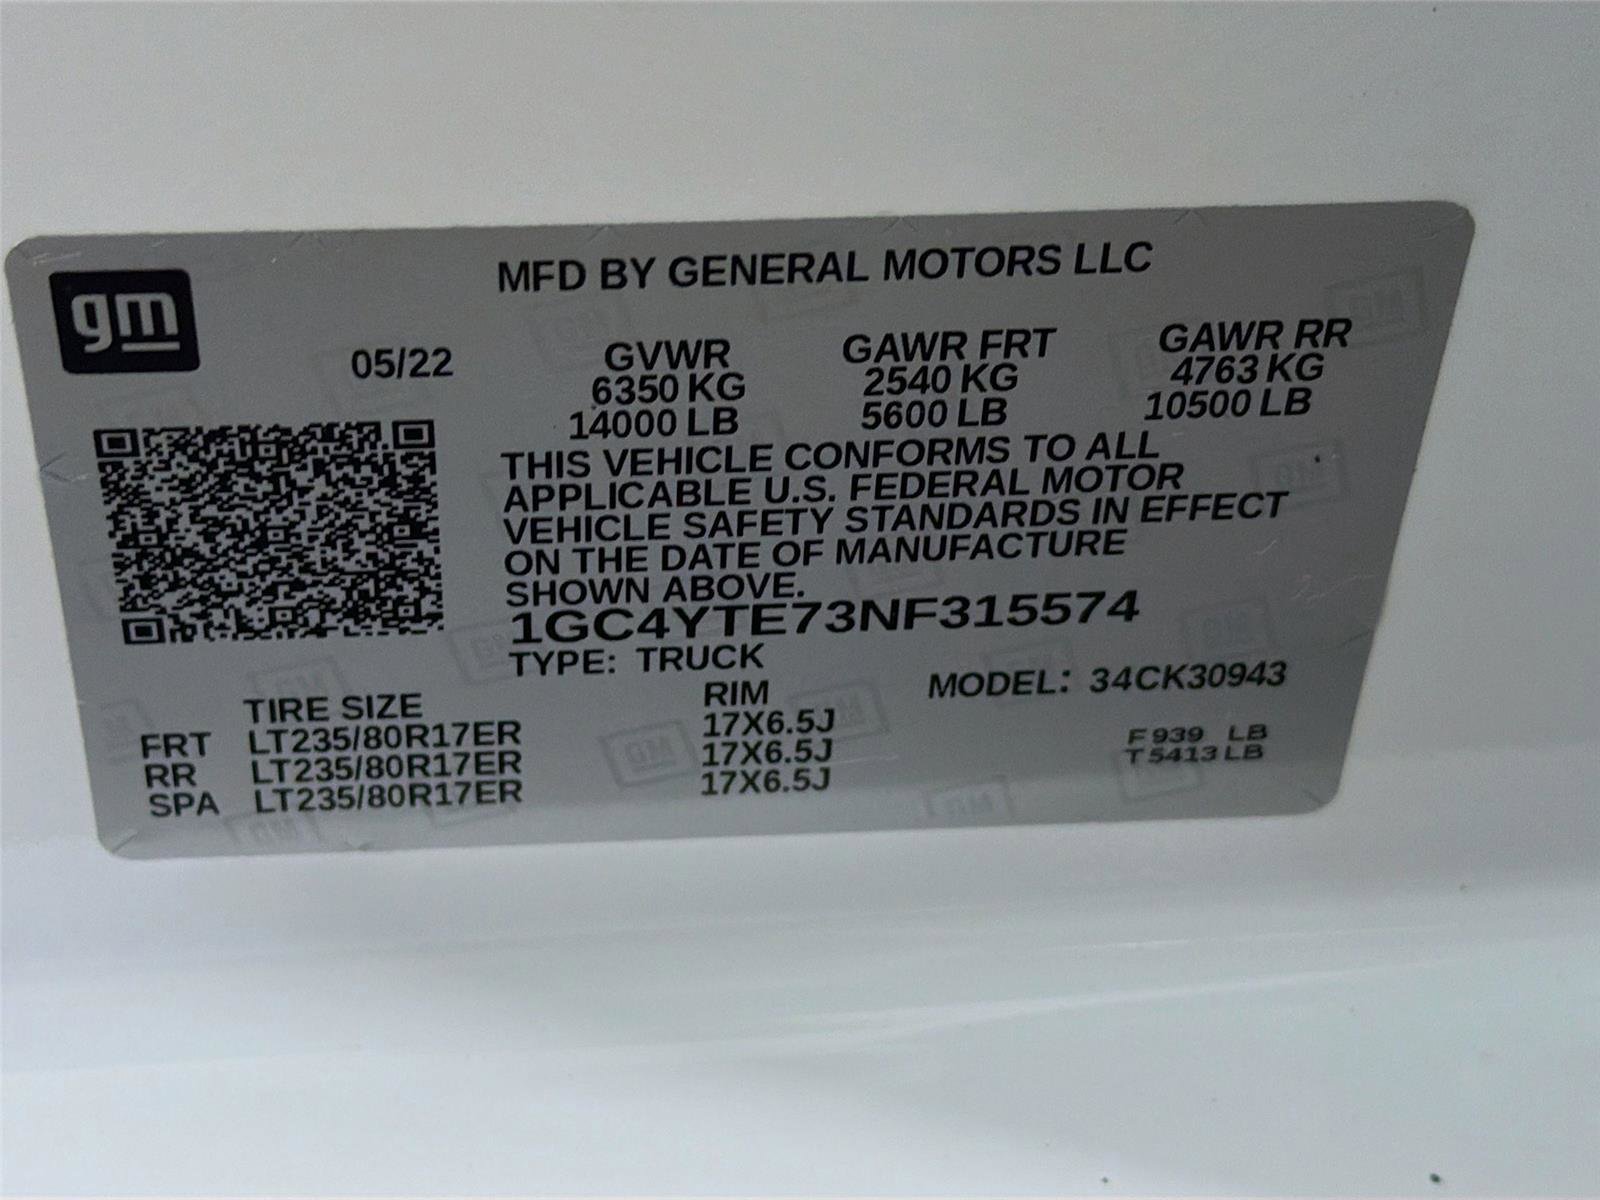 MFD BY GENERAL MOTORS LLC
gm
05/22 GVWR GAWR FRT GAWR RR
6350 KG 2540 KG 4763 KG
14000 LB 5600 LB 10500 LB
THIS VEHICLE CONFORMS TO ALL
APPLICABLE U.S. FEDERAL MOTOR
VEHICLE SAFETY STANDARDS IN EFFECT
ON THE DATE OF MANUFACTURE
SHOWN ABOVE.
1GC4YTE73NF315574
TYPE: TRUCK
TIRE SIZE RIM MODEL: 34CK30943
FRT LT235/80R17ER 17X6.5J
RR LT235/80R17ER 17X6.5J
SPA LT235/80R17ER 17X6.5J
F 939 LB
T 5413 LB